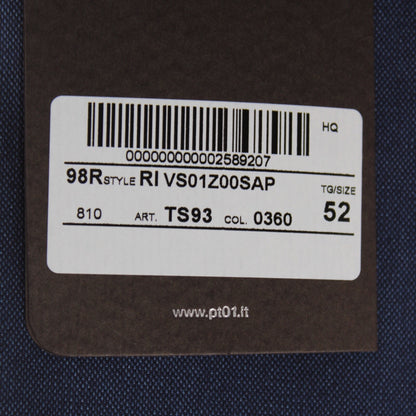 HQ
000000000002589207
98R STYLE RI VS01Z00SAP TG/SIZE
810 ART. TS93 COL. 0360 52
www.pt01.it